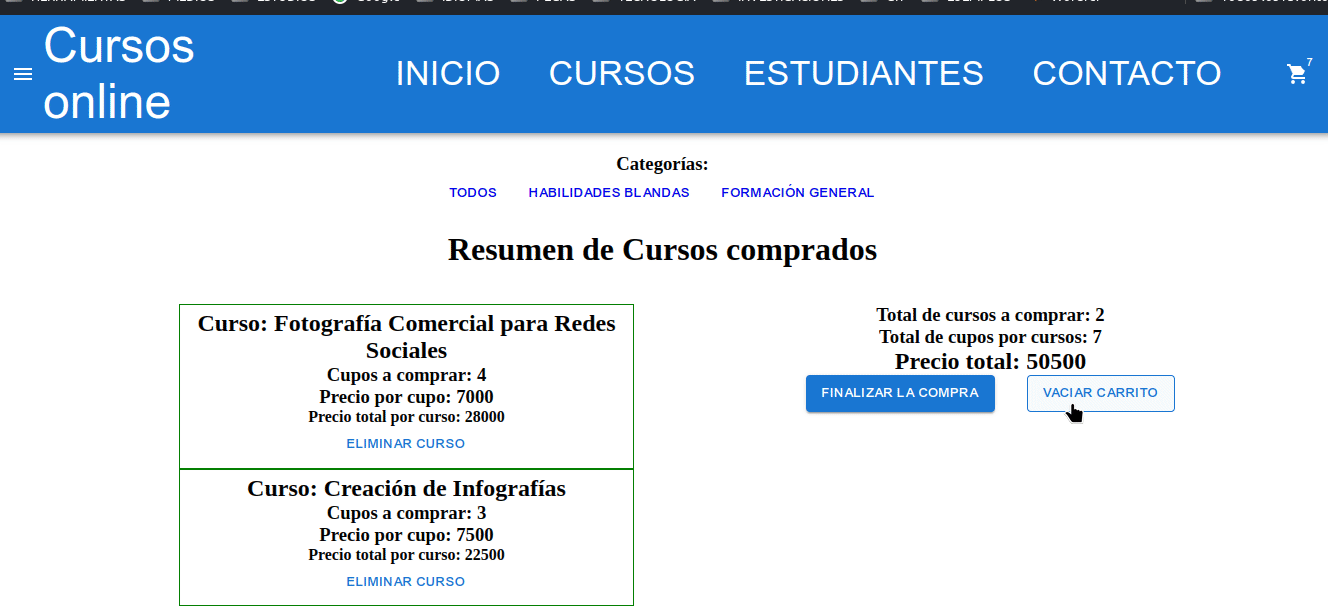 Cursos
online
INICIO CURSOS ESTUDIANTES CONTACTO 7
Categorías:
TODOS HABILIDADES BLANDAS FORMACIÓN GENERAL
Resumen de Cursos comprados
Curso: Fotografía Comercial para Redes
Sociales
Cupos a comprar: 4
Precio por cupo: 7000
Precio total por curso: 28000
ELIMINAR CURSO
Curso: Creación de Infografías
Cupos a comprar: 3
Precio por cupo: 7500
Precio total por curso: 22500
ELIMINAR CURSO
Total de cursos a comprar: 2
Total de cupos por cursos: 7
Precio total: 50500
FINALIZAR LA COMPRA VACIAR CARRITO